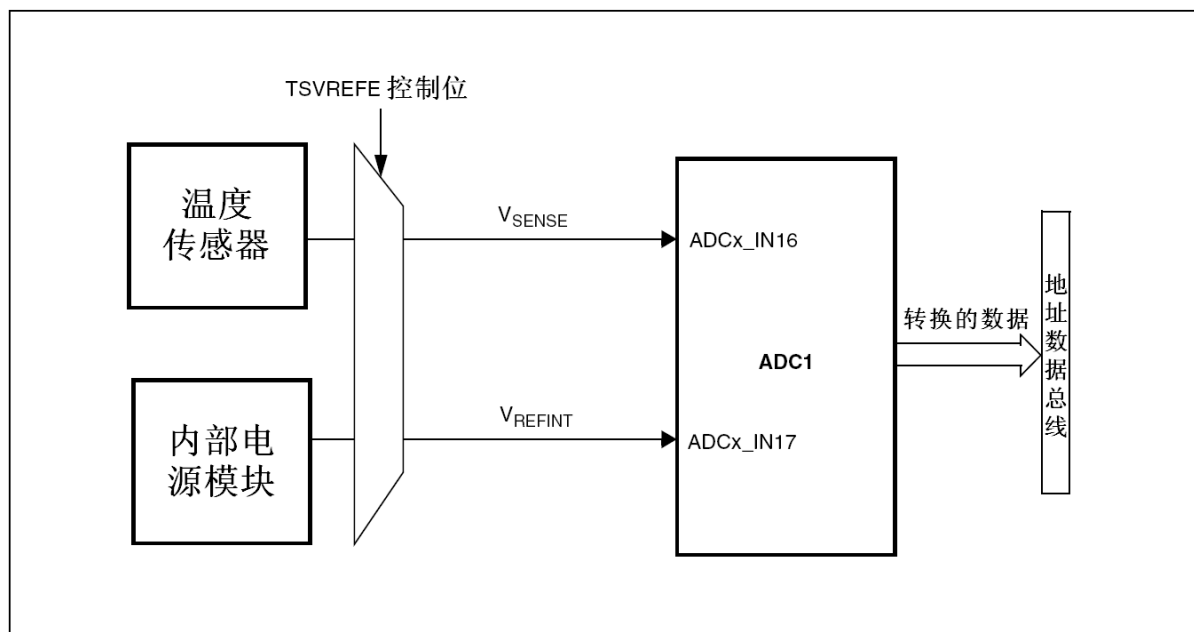 TSVREFE 控制位
温度
传感器
VSENSE
ADCx_IN16
转换的数据
地址数据总线
ADC1
内部电
源模块
VREFINT
ADCx_IN17